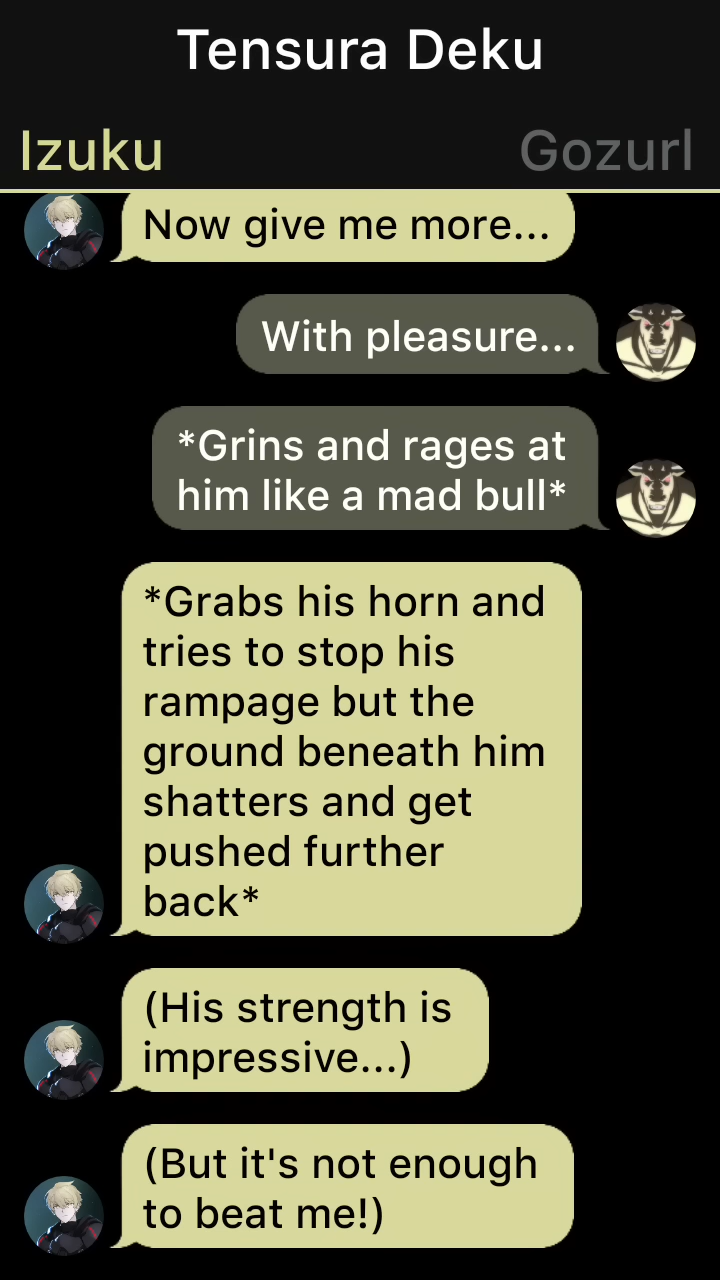 Tensura Deku
Izuku
Gozurl
Now give me more...
With pleasure...
*Grins and rages at
him like a mad bull*
*Grabs his horn and
tries to stop his
rampage but the
ground beneath him
shatters and get
pushed further
back*
(His strength is
impressive...)
(But it's not enough
to beat me!)